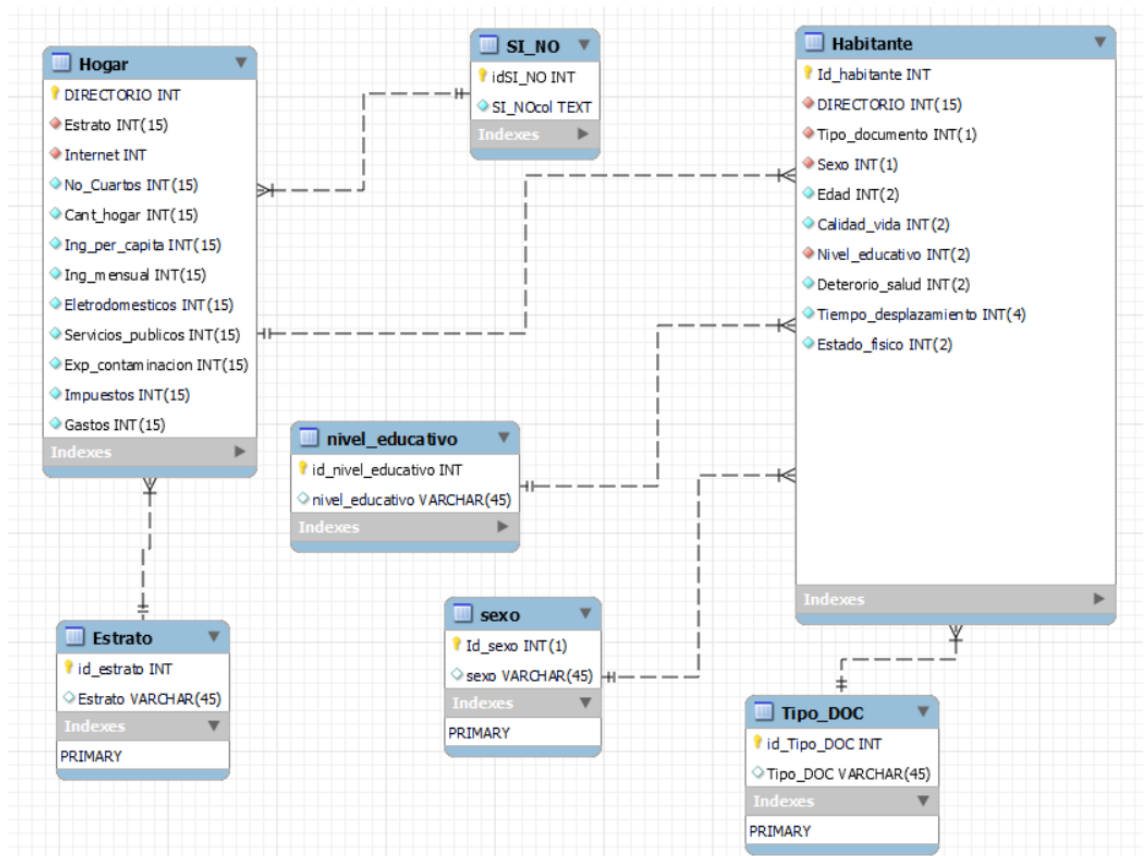 Hogar
DIRECTORIO INT
Estrato INT(15)
Internet INT
No_Cuartos INT(15)
Cant_hogar INT(15)
Ing_per_capita INT(15)
Ing_mensual INT(15)
Eletrodomesticos INT(15)
Servicios_publicos INT(15)
Exp_contaminacion INT(15)
Impuestos INT(15)
Gastos INT(15)
Indexes
SI_NO
idSI_NO INT
SI_NOcol TEXT
Indexes
Habitante
Id_habitante INT
DIRECTORIO INT(15)
Tipo_documento INT(1)
Sexo INT(1)
Edad INT(2)
Calidad_vida INT(2)
Nivel_educativo INT(2)
Deterorio_salud INT(2)
Tiempo_desplazamiento INT(4)
Estado_fisico INT(2)
Indexes
nivel_educativo
id_nivel_educativo INT
nivel_educativo VARCHAR(45)
Indexes
Estrato
id_estrato INT
Estrato VARCHAR(45)
Indexes
PRIMARY
sexo
Id_sexo INT(1)
sexo VARCHAR(45)
Indexes
PRIMARY
Tipo_DOC
id_Tipo_DOC INT
Tipo_DOC VARCHAR(45)
Indexes
PRIMARY